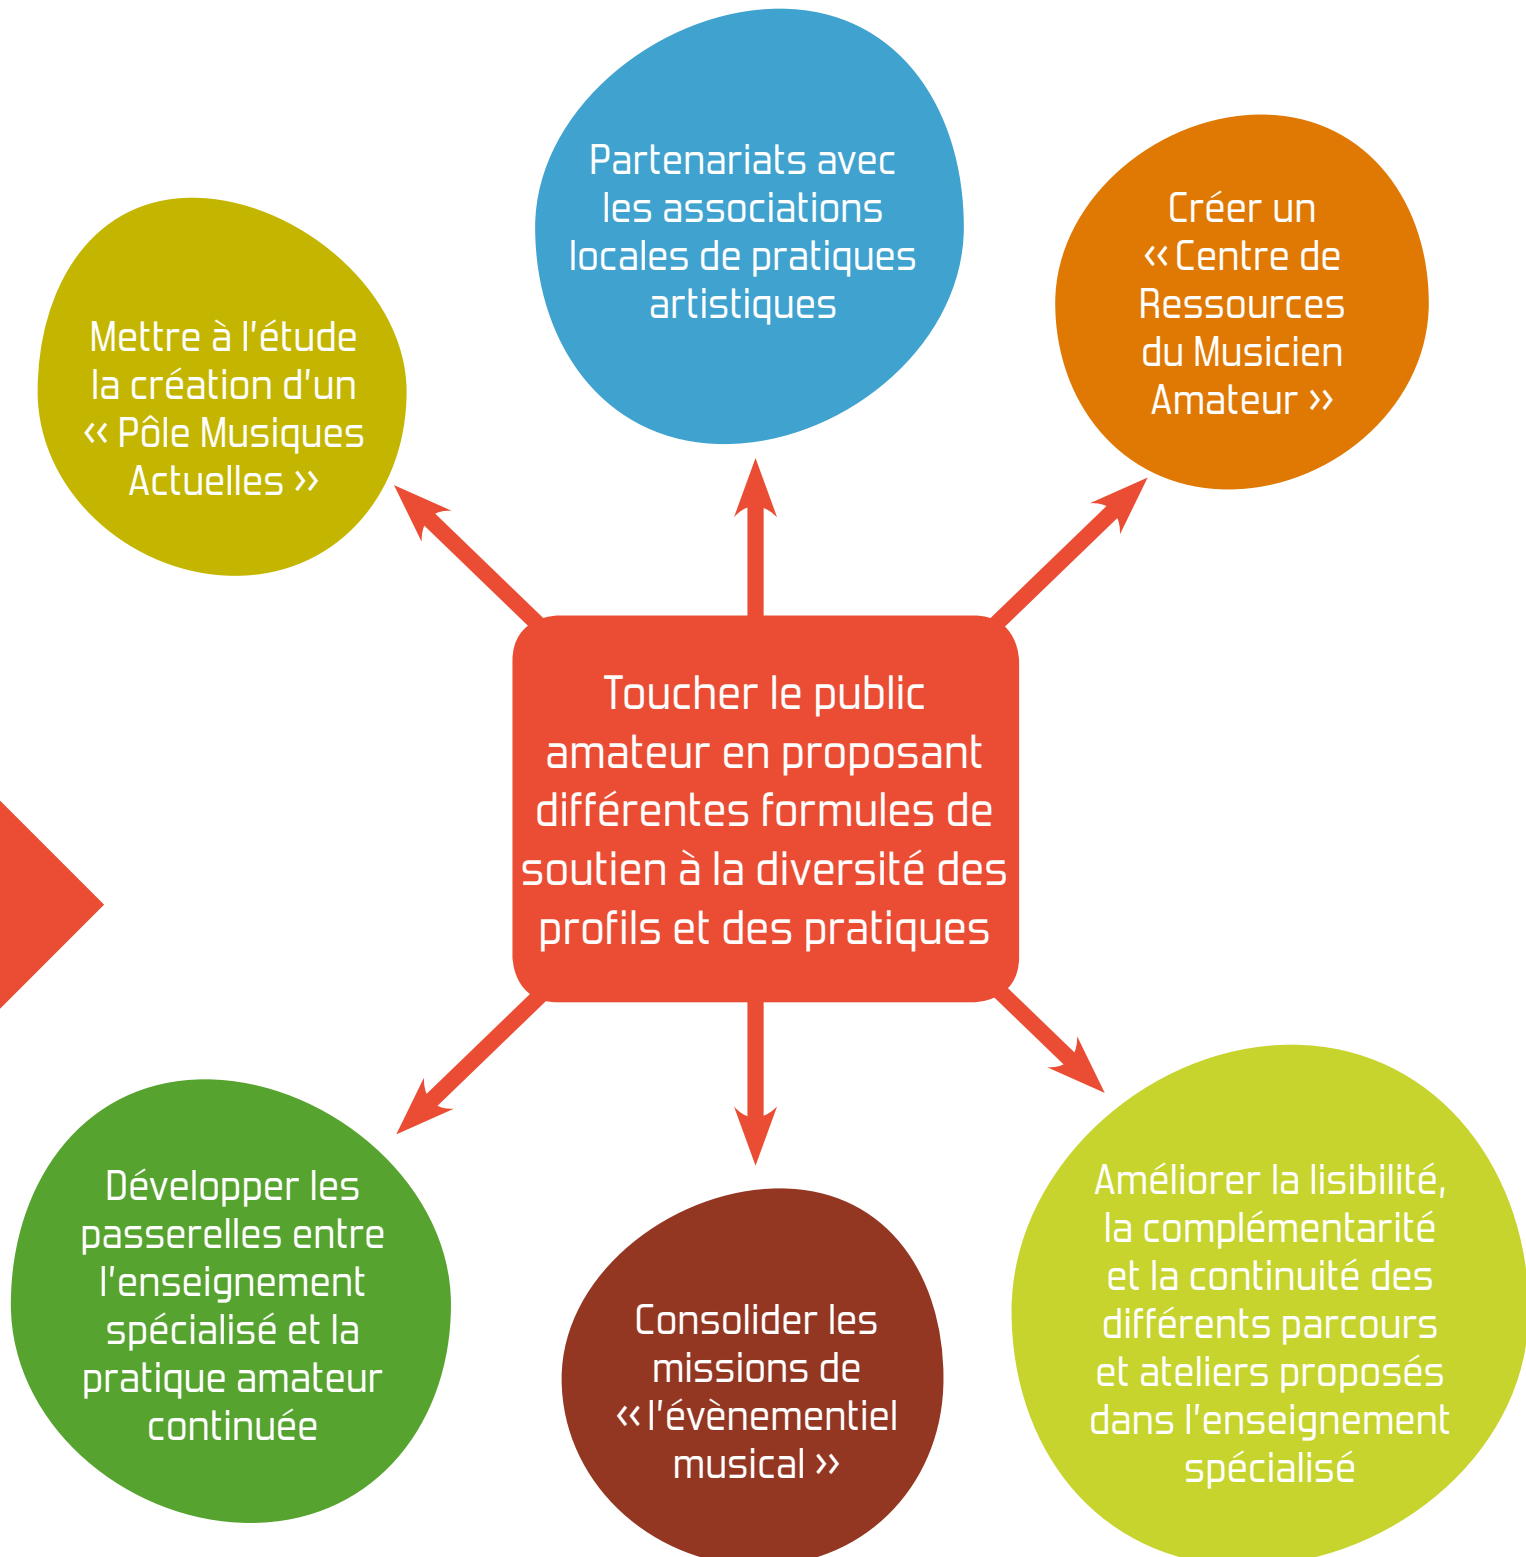 Partenariats avec
les associations
locales de pratiques
artistiques
Créer un
« Centre de
Ressources
du Musicien
Amateur »
Mettre à l'étude
la création d'un
« Pôle Musiques
Actuelles »
Toucher le public
amateur en proposant
différentes formules de
soutien à la diversité des
profils et des pratiques
Développer les
passerelles entre
l'enseignement
spécialisé et la
pratique amateur
continuée
Consolider les
missions de
« l'évènementiel
musical »
Améliorer la lisibilité,
la complémentarité
et la continuité des
différents parcours
et ateliers proposés
dans l'enseignement
spécialisé